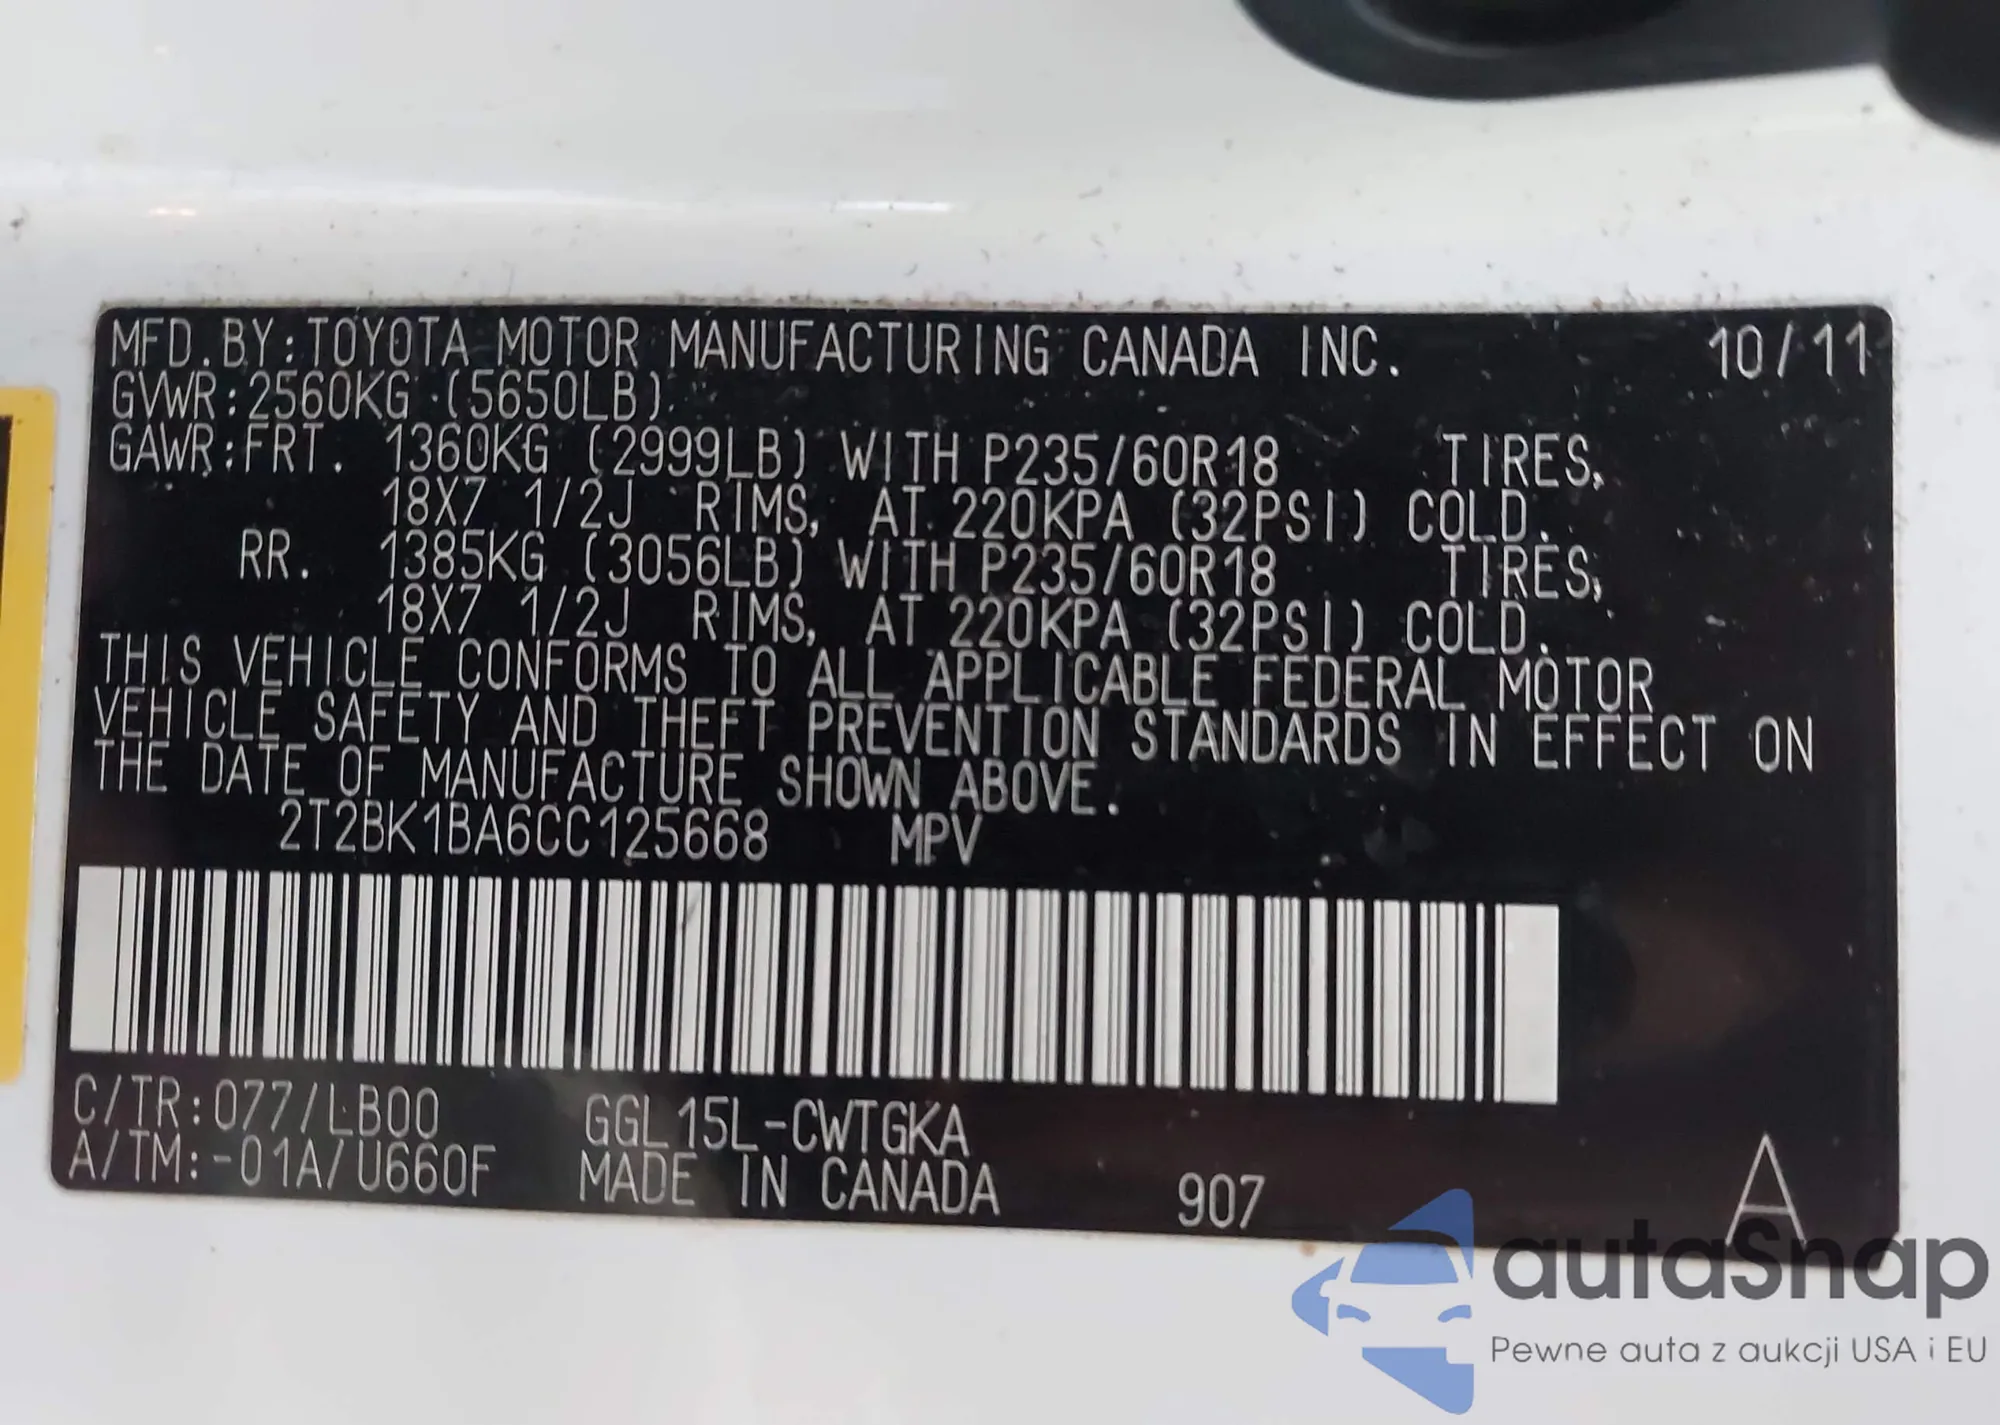 MFD. BY: TOYOTA MOTOR MANUFACTURING CANADA INC. 10/11
GVWR: 2560KG (5650LB)
GAWR: FRT. 1360KG (2999LB) WITH P235/60R18 TIRES,
18X7 1/2J RIMS, AT 220KPA (32PSI) COLD.
RR. 1385KG (3056LB) WITH P235/60R18 TIRES,
18X7 1/2J RIMS, AT 220KPA (32PSI) COLD.
THIS VEHICLE CONFORMS TO ALL APPLICABLE FEDERAL MOTOR
VEHICLE SAFETY AND THEFT PREVENTION STANDARDS IN EFFECT ON
THE DATE OF MANUFACTURE SHOWN ABOVE.
2T2BK1BA6CC125668 MPV
C/TR: 077/LB00 GGL15L-CWTGKA
A/TM: -01A/U660F MADE IN CANADA 907 A
autaSnap
Pewne auta z aukcji USA i EU